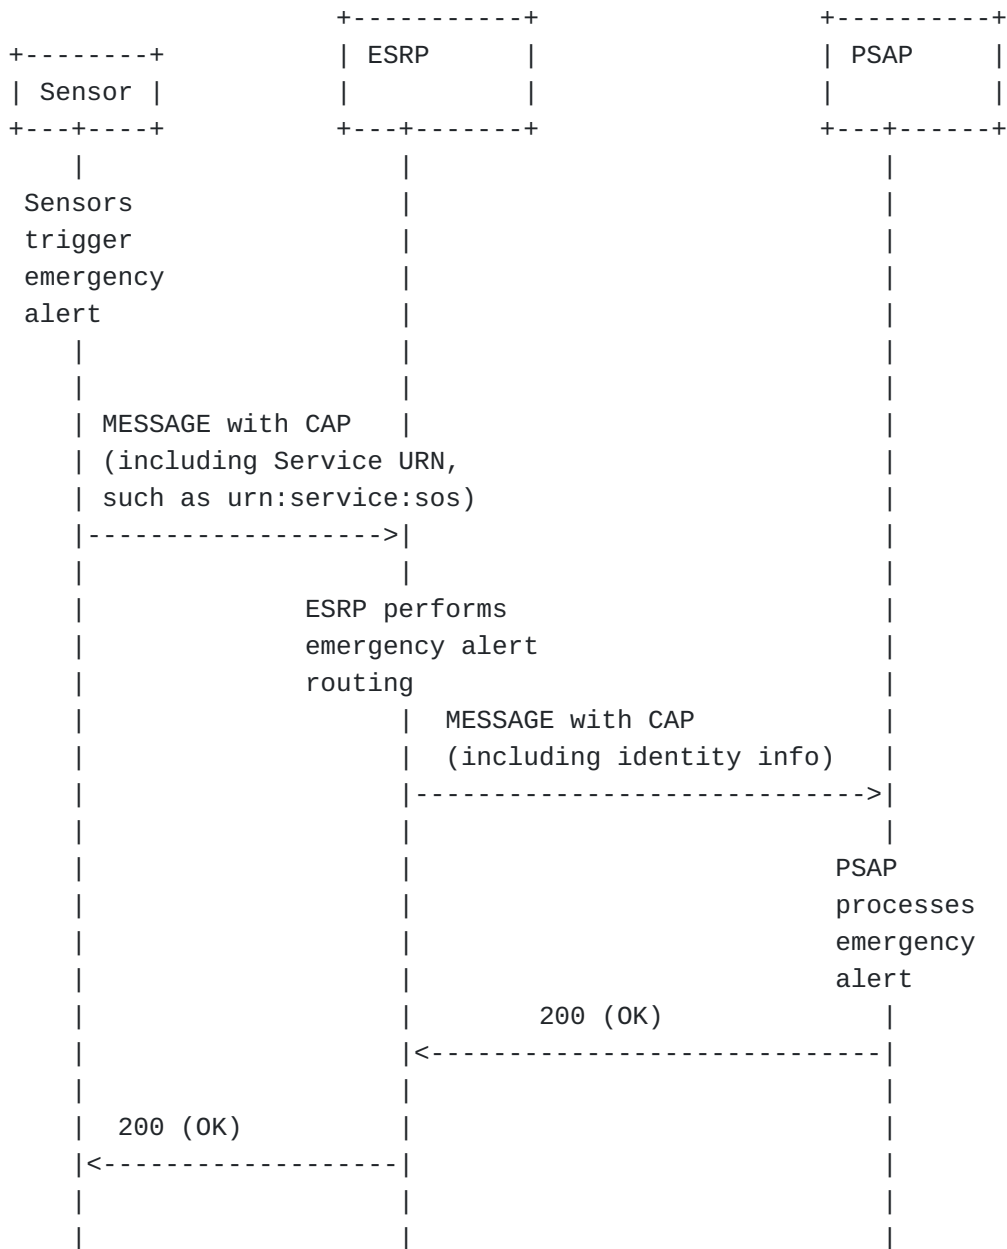 ESRP
PSAP
Sensor
Sensors
trigger
emergency
alert
MESSAGE with CAP
(including Service URN,
such as urn:service:sos)
ESRP performs
emergency alert
routing
MESSAGE with CAP
(including identity info)
PSAP
processes
emergency
alert
200 (OK)
200 (OK)